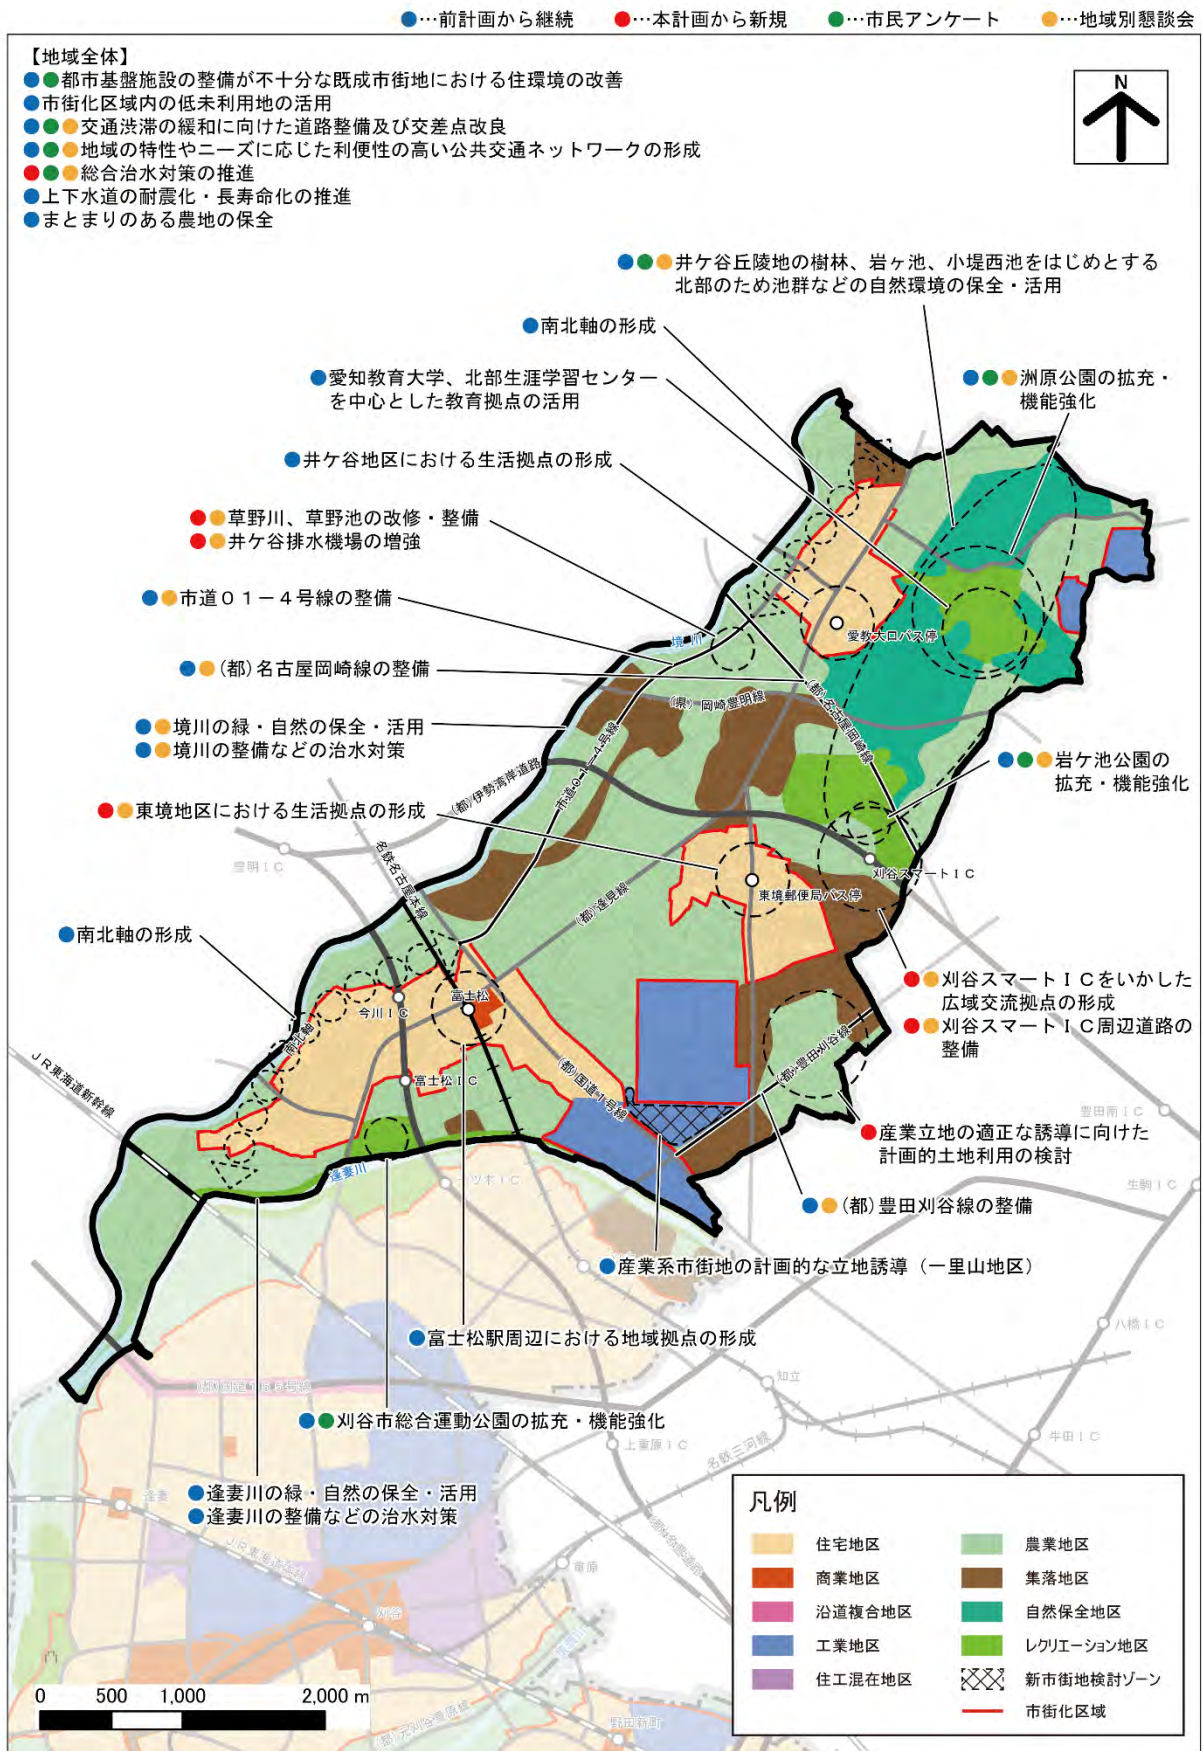 ●…前計画から継続 ●…本計画から新規 ●…市民アンケート ●…地域別懇談会
【地域全体】
●●都市基盤施設の整備が不十分な既成市街地における住環境の改善
●市街化区域内の低未利用地の活用
●●●交通渋滞の緩和に向けた道路整備及び交差点改良
●●●地域の特性やニーズに応じた利便性の高い公共交通ネットワークの形成
●●●総合治水対策の推進
●上下水道の耐震化・長寿命化の推進
●まとまりのある農地の保全
N
●●●井ケ谷丘陵地の樹林、岩ヶ池、小堤西池をはじめとする
北部のため池群などの自然環境の保全・活用
●南北軸の形成
●愛知教育大学、北部生涯学習センター
を中心とした教育拠点の活用
●●●洲原公園の拡充・
機能強化
●井ケ谷地区における生活拠点の形成
●●草野川、草野池の改修・整備
●●井ケ谷排水機場の増強
●●市道01-4号線の整備
境川
愛教大口バス停
●●(都)名古屋岡崎線の整備
(県)岡崎豊明線
(都)名古屋岡崎線
●●境川の緑・自然の保全・活用
●●境川の整備などの治水対策
市道01-4号線
(都)伊勢湾岸道路
●●●岩ケ池公園の
拡充・機能強化
●●東境地区における生活拠点の形成
豊明IC
名鉄名古屋本線
刈谷スマートIC
東境郵便局バス停
(都)逢見線
●南北軸の形成
●●刈谷スマートICをいかした
広域交流拠点の形成
●●刈谷スマートIC周辺道路の
整備
富士松
今川IC
南北軸
JR東海道新幹線
富士松IC
(都)国道1号線
(都)豊田刈谷線
豊田南IC
●産業立地の適正な誘導に向けた
計画的土地利用の検討
逢妻川
一ツ木IC
生駒IC
●●(都)豊田刈谷線の整備
●産業系市街地の計画的な立地誘導（一里山地区）
八橋IC
●富士松駅周辺における地域拠点の形成
知立
(都)国道155号線
●●刈谷市総合運動公園の拡充・機能強化
上重原IC
名鉄三河線
牛田IC
●逢妻川の緑・自然の保全・活用
●逢妻川の整備などの治水対策
逢妻
JR東海道本線
重原
刈谷
野田新町
凡例
住宅地区
農業地区
商業地区
集落地区
沿道複合地区
自然保全地区
工業地区
レクリエーション地区
住工混在地区
新市街地検討ゾーン
市街化区域
0 500 1,000 2,000 m